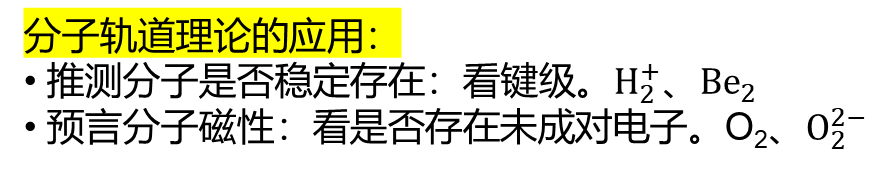 分子轨道理论的应用：
• 推测分子是否稳定存在：看键级。H₂⁺、Be₂
• 预言分子磁性：看是否存在未成对电子。O₂、O₂²⁻